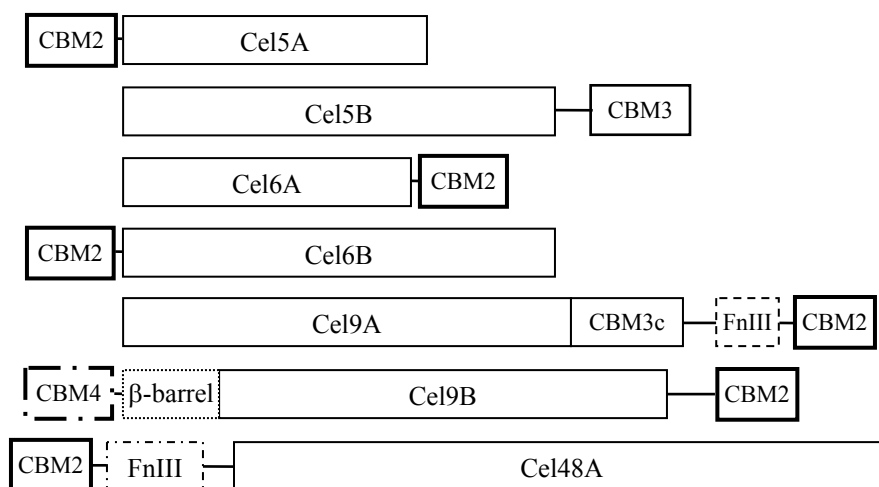 CBM2 Cel5A
Cel5B CBM3
Cel6A CBM2
CBM2 Cel6B
Cel9A CBM3c FnIII CBM2
CBM4 β-barrel Cel9B CBM2
CBM2 FnIII Cel48A